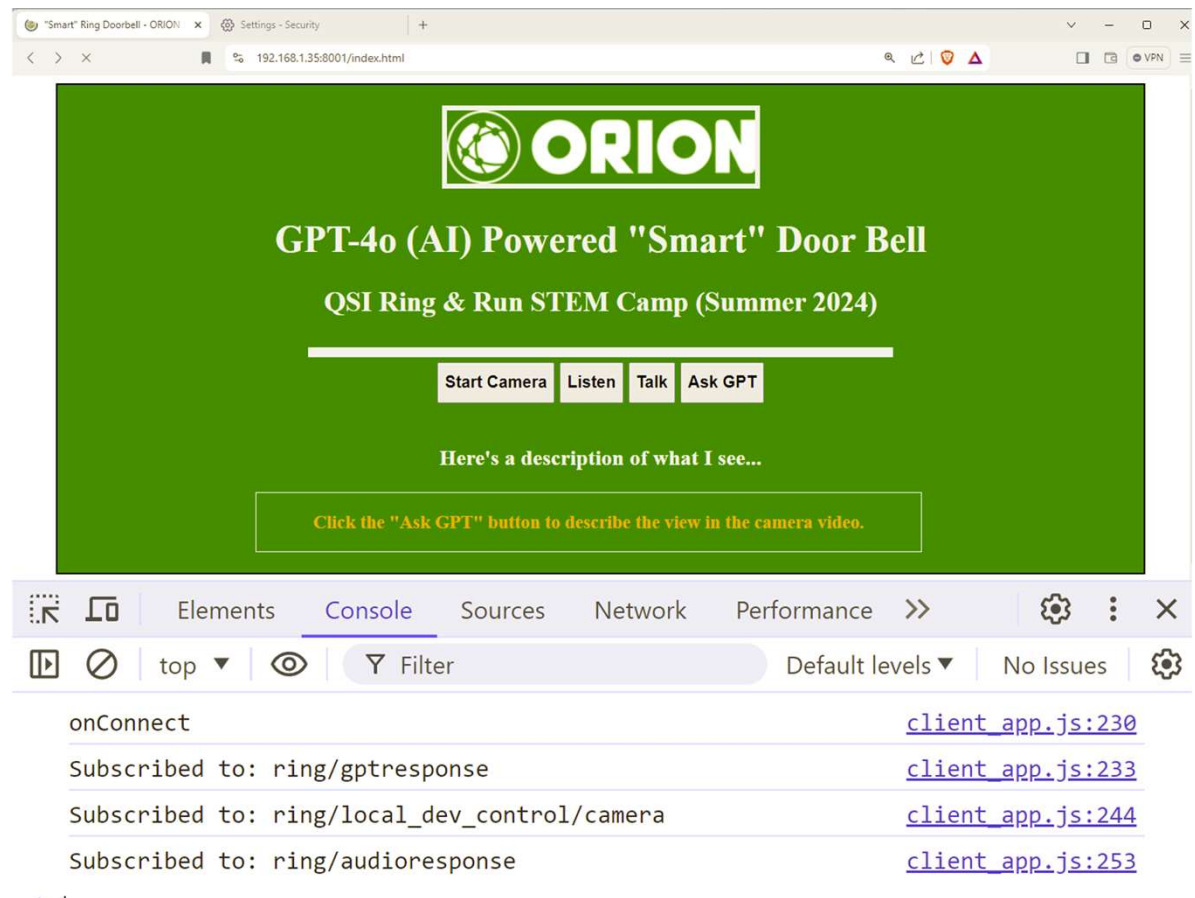 "Smart" Ring Doorbell - ORION
Settings - Security
192.168.1.35:8001/index.html
VPN
ORION
GPT-4o (AI) Powered "Smart" Door Bell
QSI Ring & Run STEM Camp (Summer 2024)
Start Camera Listen Talk Ask GPT
Here's a description of what I see...
Click the "Ask GPT" button to describe the view in the camera video.
Elements Console Sources Network Performance
top Filter Default levels No Issues
onConnect client_app.js:230
Subscribed to: ring/gptresponse client_app.js:233
Subscribed to: ring/local_dev_control/camera client_app.js:244
Subscribed to: ring/audioresponse client_app.js:253